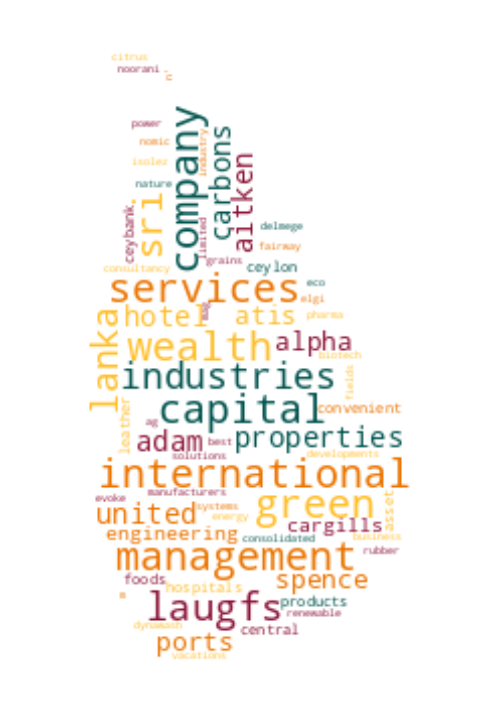 citrus
noorani
c
power
nomic
isolez
nature
company
industry
carbons
aitken
sri
ceybank
limited
delmege
fairway
grains
ceylon
consultancy
services
eco
elgi
hotel
atis
pharma
lanka
wealth
alpha
biotech
industries
fields
capital
convenient
leather
ag
adam
best
properties
solutions
developments
international
evoke
manufacturers
systems
green
asset
united
energy
cargills
engineering
consolidated
business
management
rubber
foods
hospitals
spence
laugfs
products
renewable
dynawash
central
ports
vacations